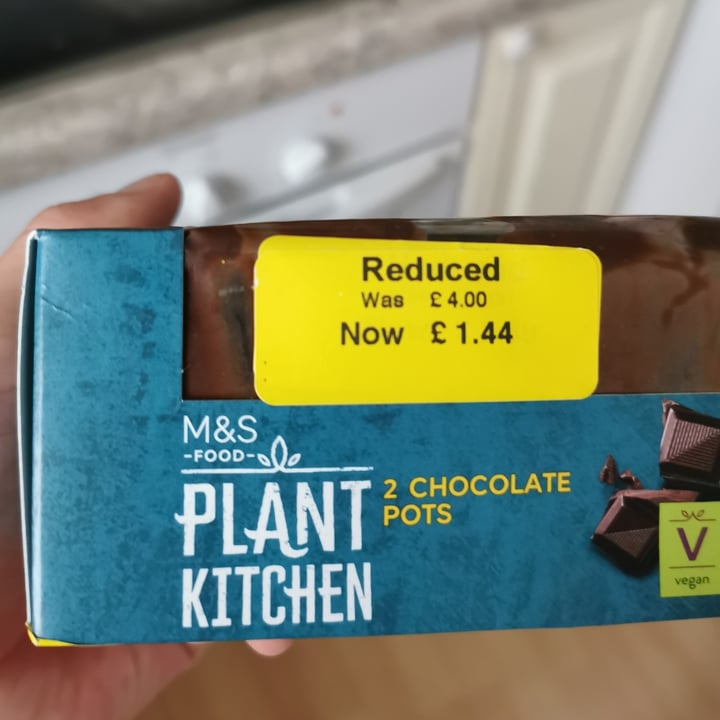 Reduced
Was £4.00
Now £1.44
M&S
-FOOD-
PLANT
KITCHEN
2 CHOCOLATE
POTS
V
vegan